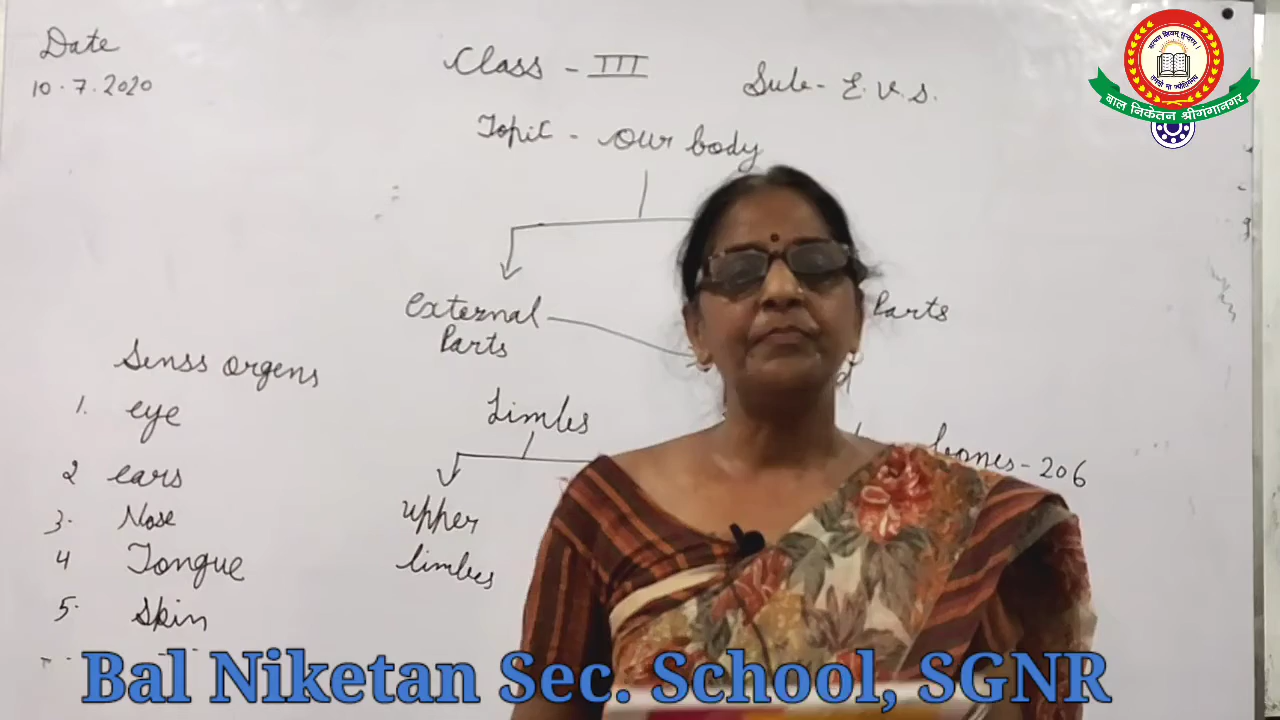 Date
10.7.2020
Class - III
Sub- E.V.S.
Topic - Our body
External
Parts
Parts
Senss orgens
1. eye
2 ears
3. Nose
4 Tongue
5. Skin
Limbs
upper
limbes
bones-206
बाल निकेतन श्रीगंगानगर
Bal Niketan Sec. School, SGNR